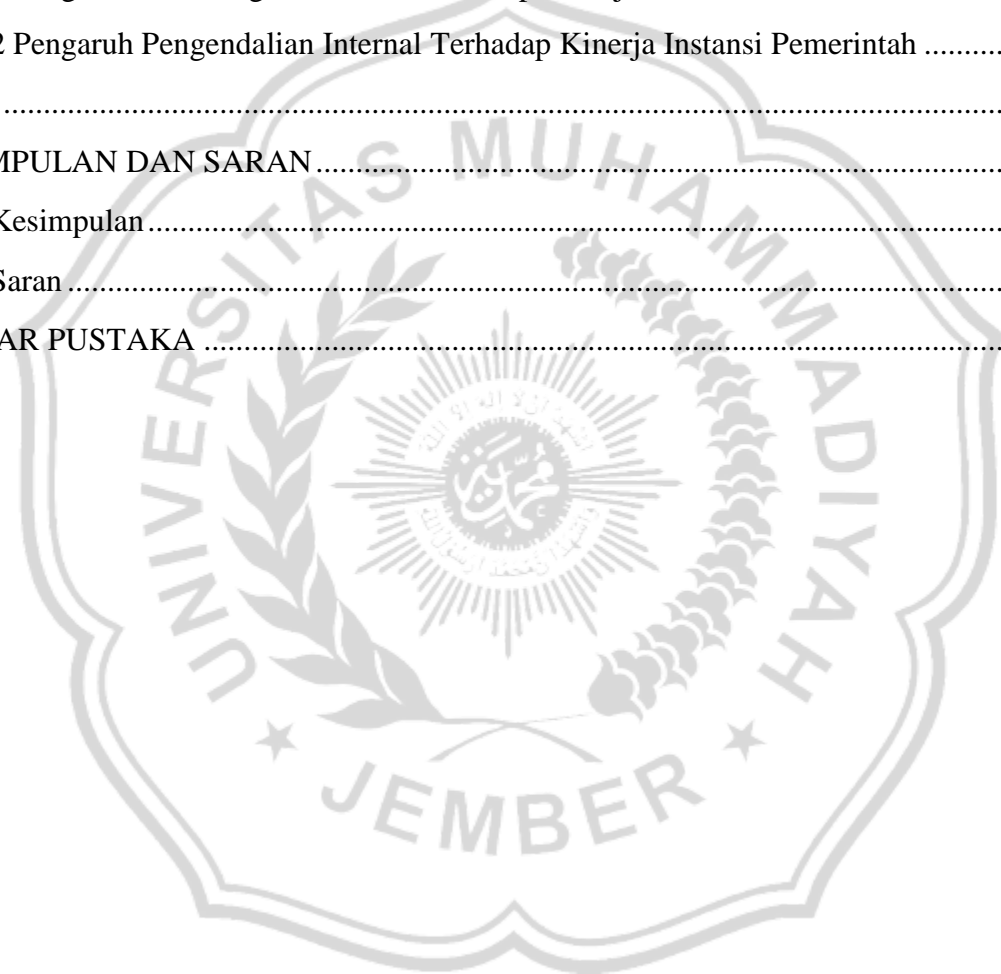 2 Pengaruh Pengendalian Internal Terhadap Kinerja Instansi Pemerintah ..........
....................................................................................................
MPULAN DAN SARAN ..........................................................
Kesimpulan ....................................................................................
Saran ..............................................................................................
AR PUSTAKA ..........................................................................
UNIVERSITAS MUHAMMADIYAH
JEMBER